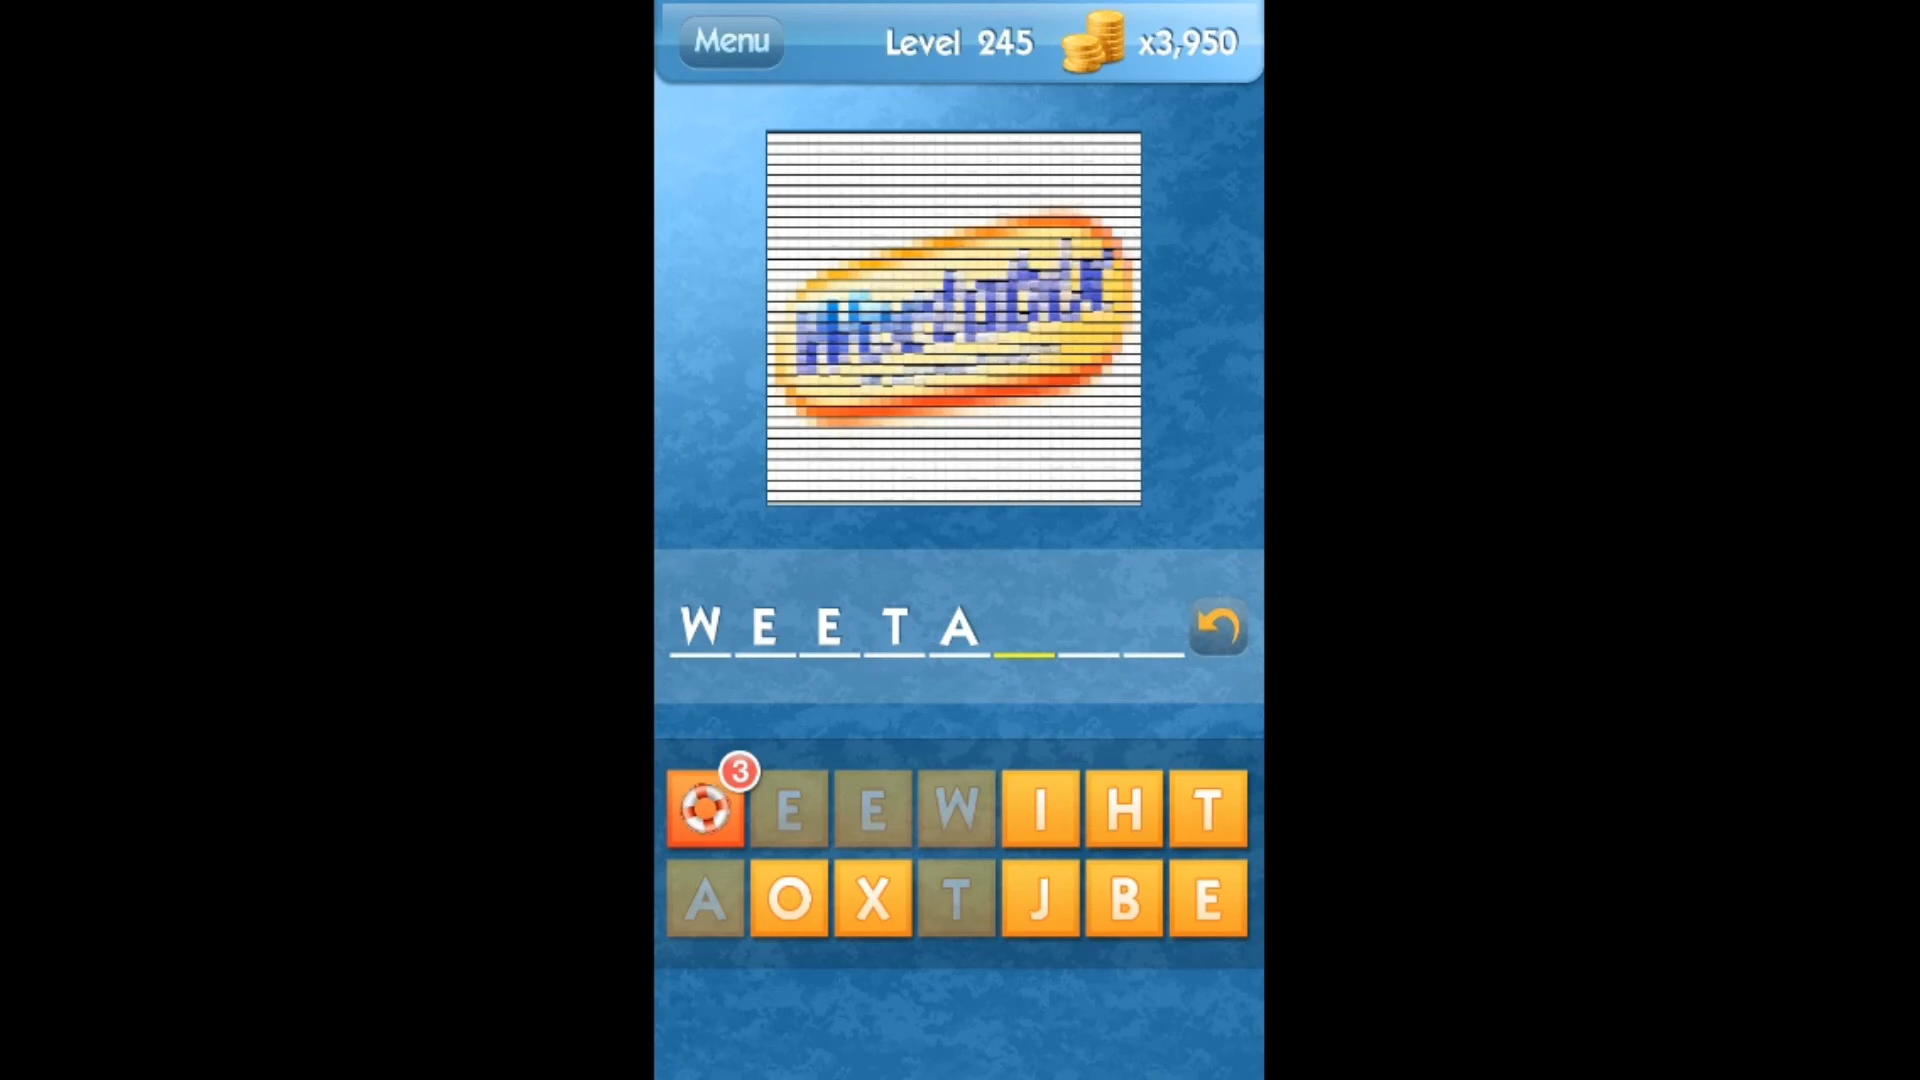 Menu Level 245 x3,950
W E E T A
3
E E W I H T
A O X T J B E